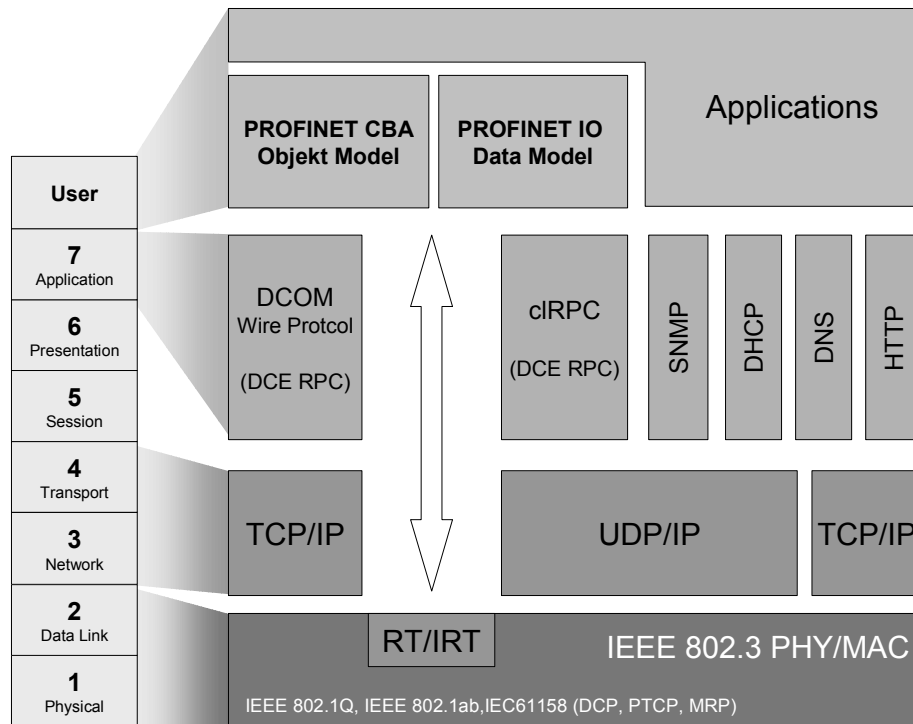 Applications
PROFINET CBA
Objekt Model
PROFINET IO
Data Model
User
7
Application
6
Presentation
5
Session
4
Transport
3
Network
2
Data Link
1
Physical
DCOM
Wire Protcol
(DCE RPC)
clRPC
(DCE RPC)
SNMP
DHCP
DNS
HTTP
TCP/IP
UDP/IP
TCP/IP
RT/IRT
IEEE 802.3 PHY/MAC
IEEE 802.1Q, IEEE 802.1ab,IEC61158 (DCP, PTCP, MRP)